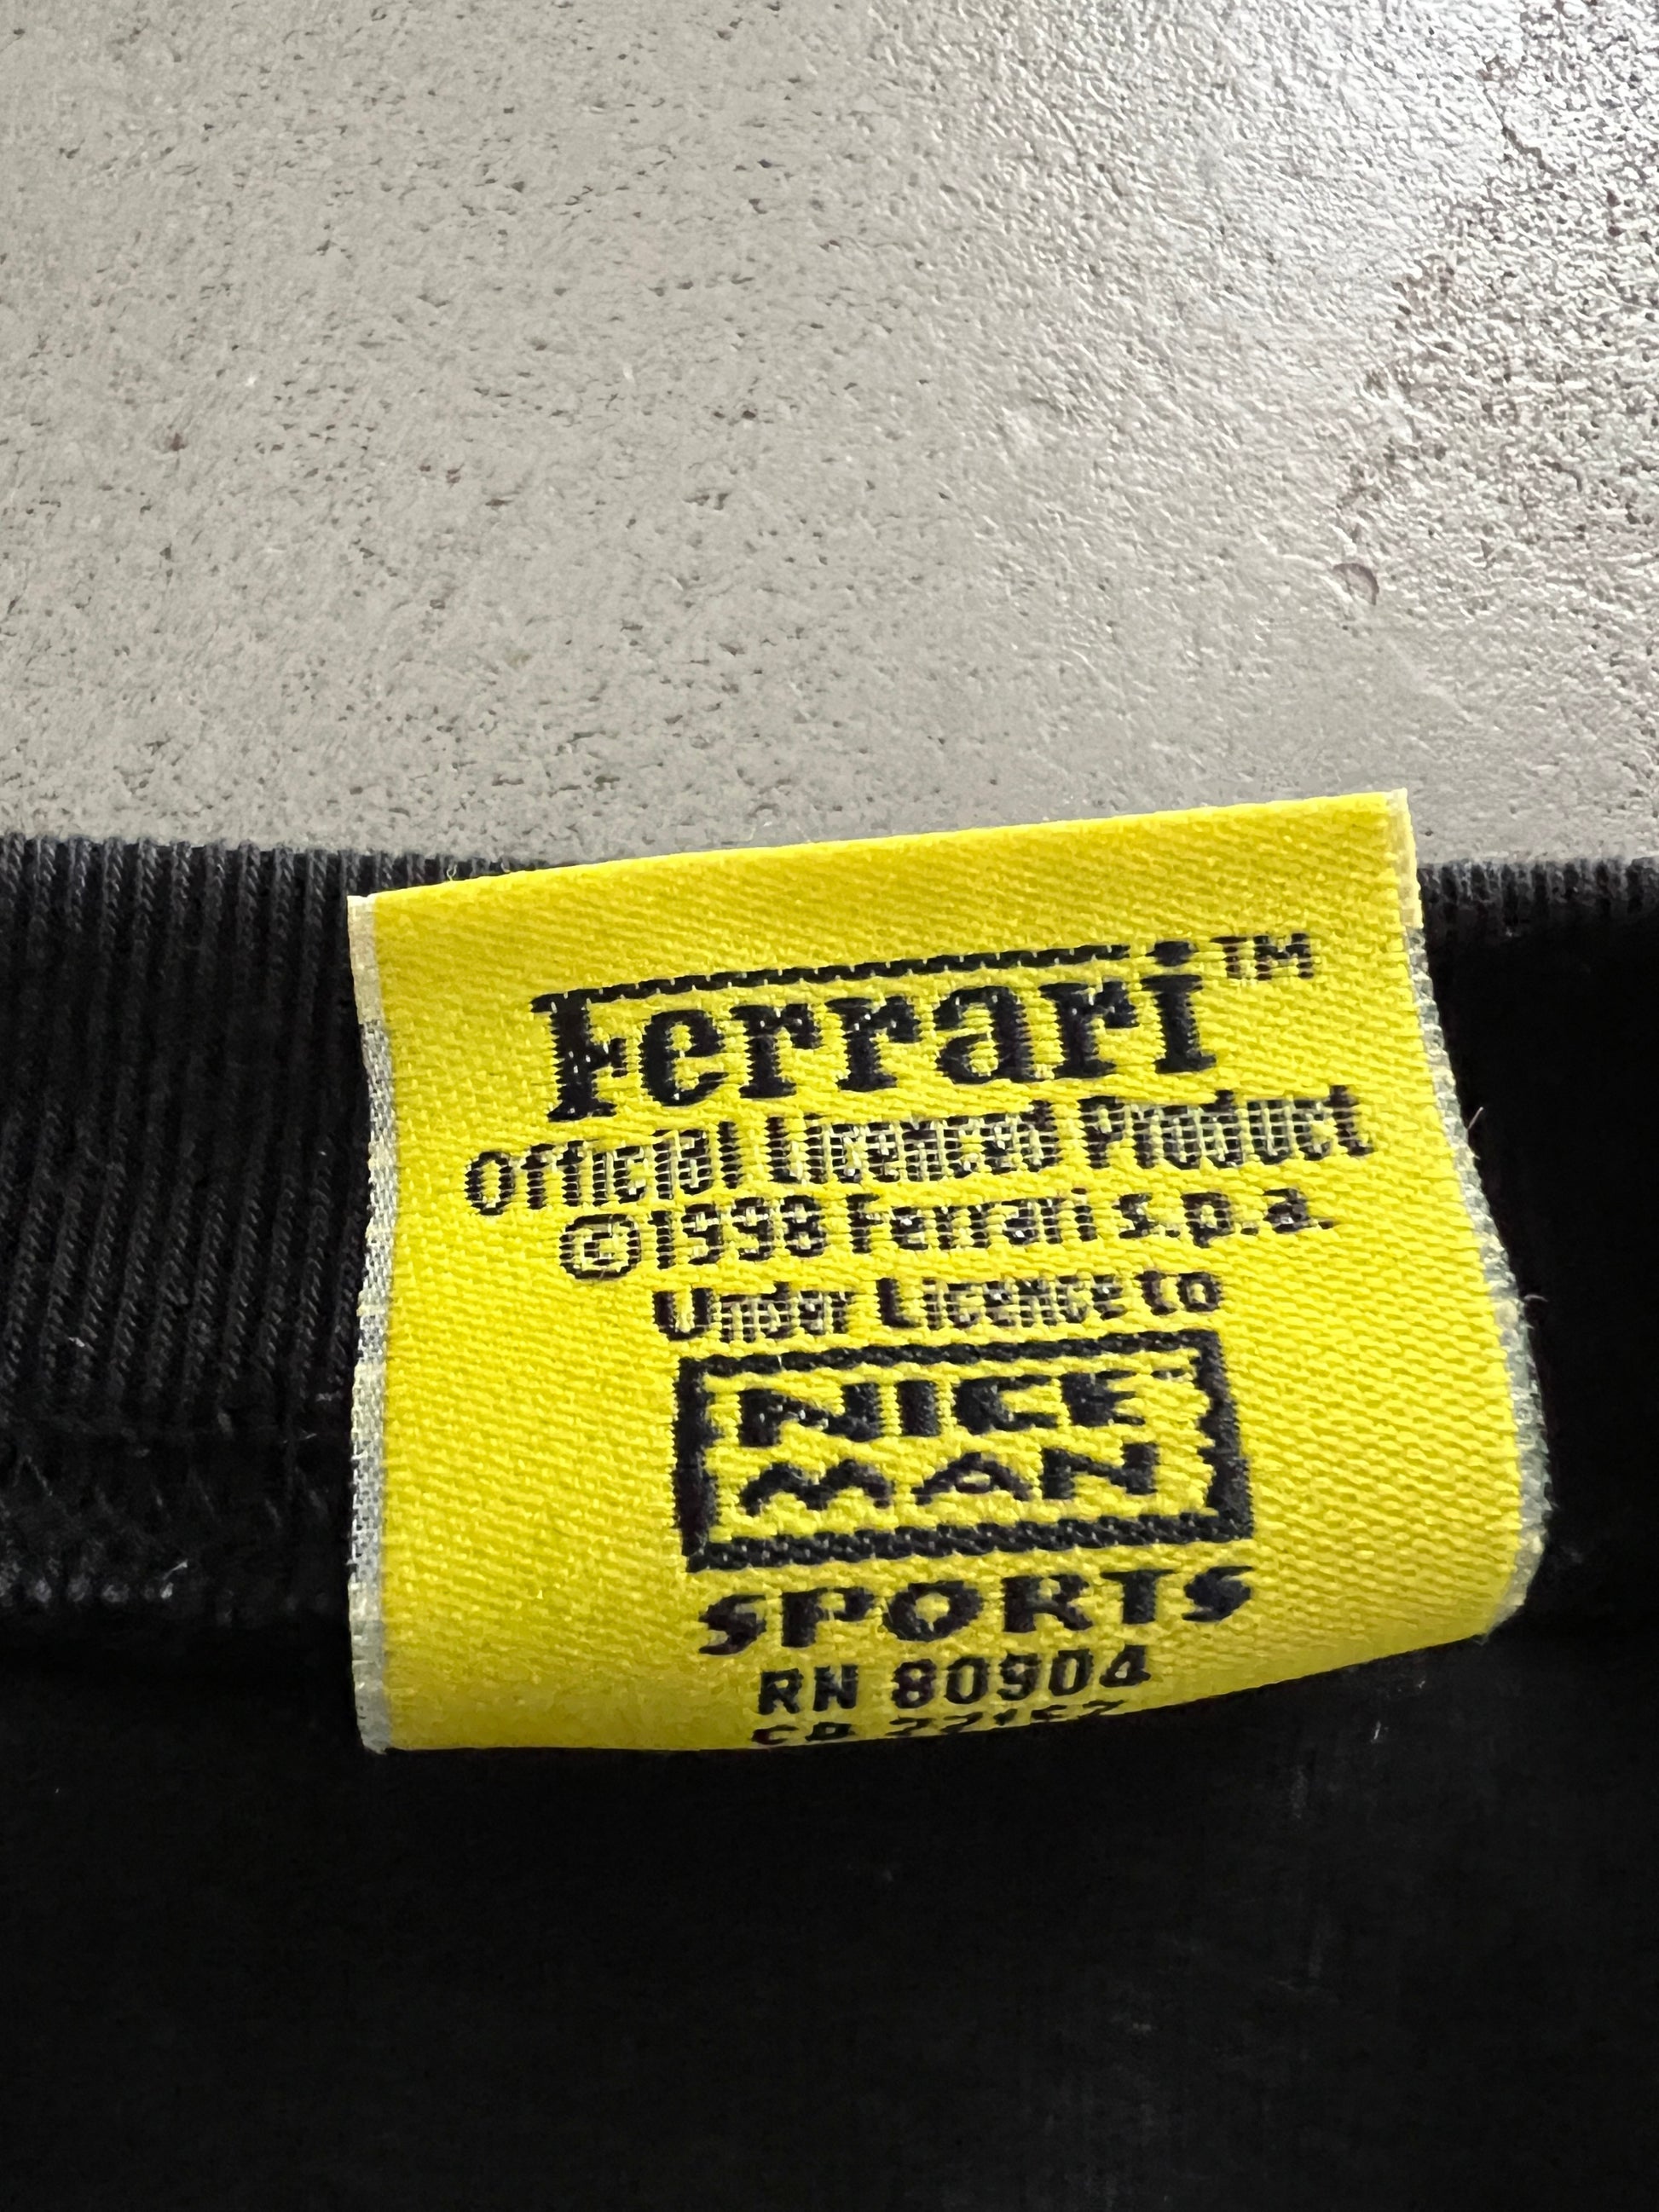 Ferrari™
Official Licenced Product
©1998 Ferrari s.p.a.
Under Licence to
NICE
MAN
SPORTS
RN 80904